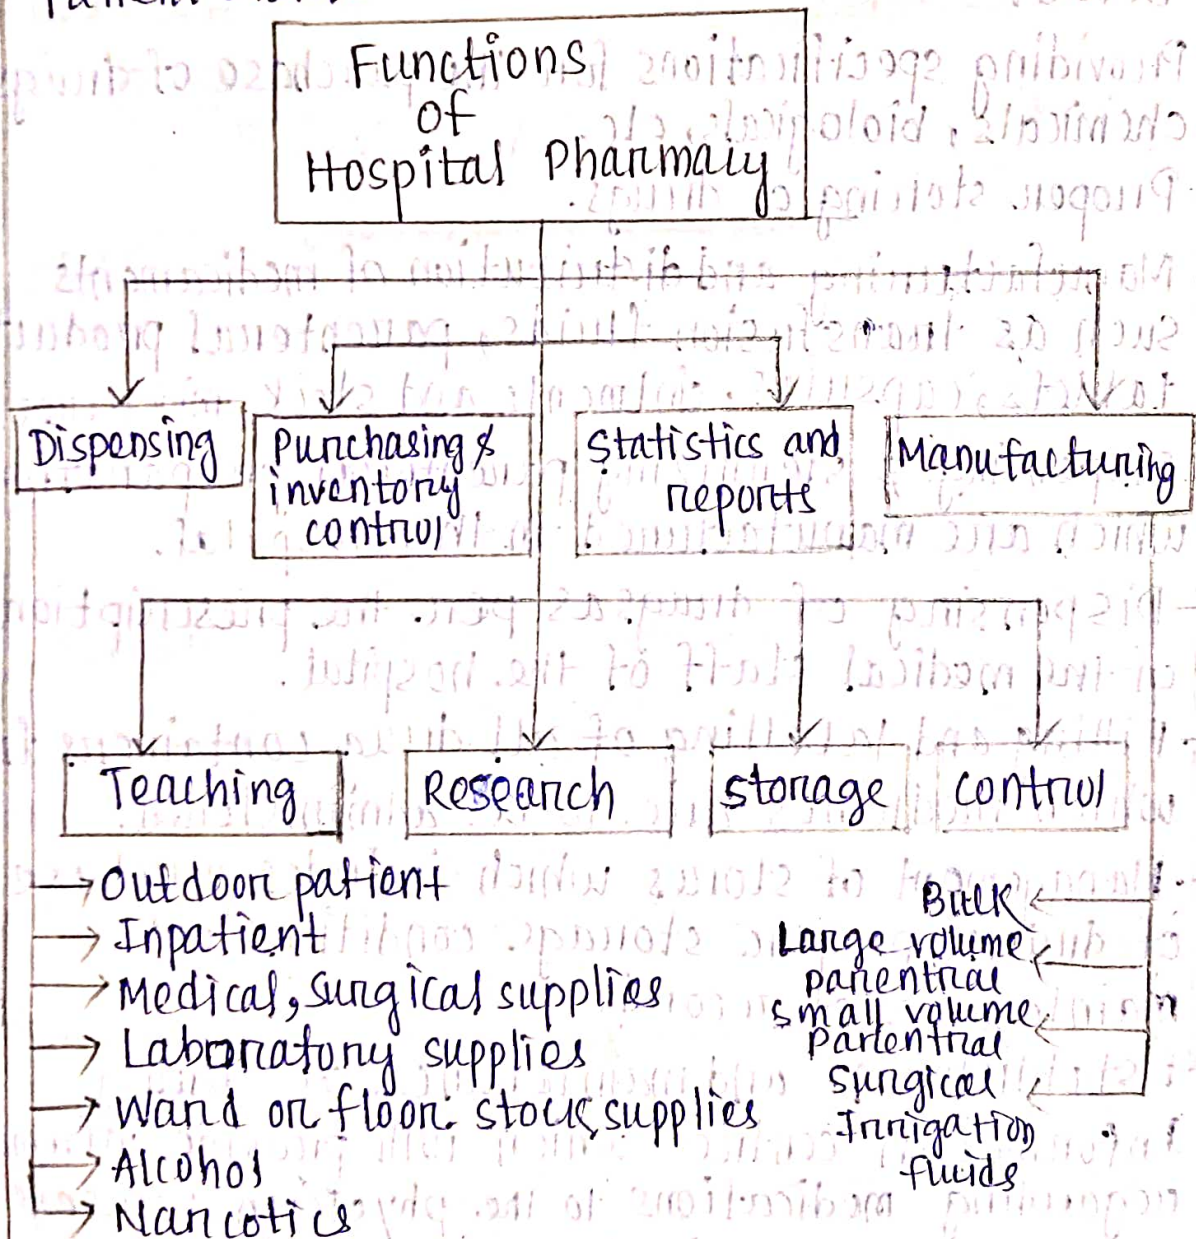 Functions
of
Hospital Pharmacy
Dispensing
Purchasing &
inventory
control
Statistics and
reports
Manufacturing
Teaching
Research
storage
control
Outdoor patient
Inpatient
Medical, surgical supplies
Laboratory supplies
Ward or floor stock supplies
Alcohol
Narcotics
Bulk
Large volume
parentral
small volume
Parlentral
Surgical
Irrigation
fluids